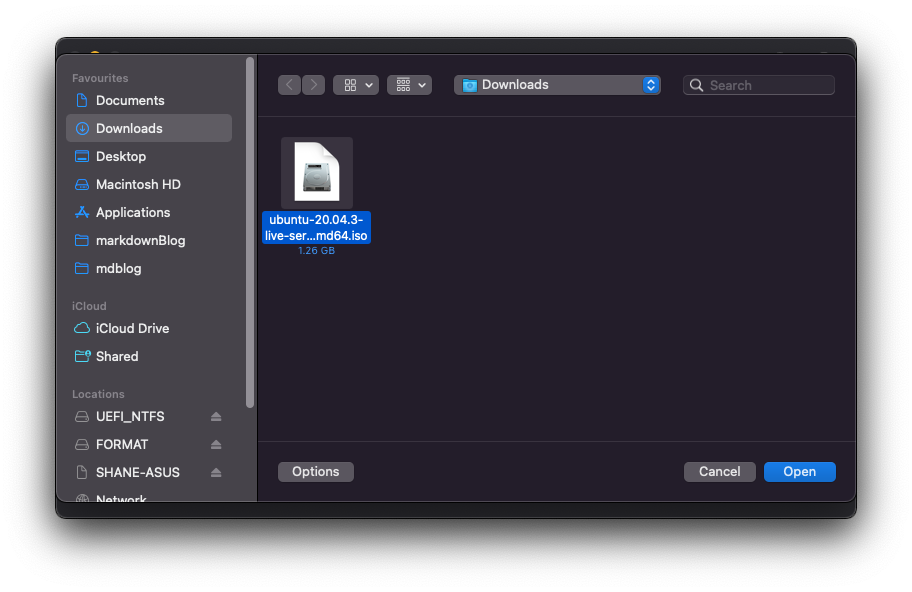 Favourites
Documents
Downloads
Desktop
Macintosh HD
Applications
markdownBlog
mdblog
iCloud
iCloud Drive
Shared
Locations
UEFI_NTFS
FORMAT
SHANE-ASUS
Network
Downloads
Search
ubuntu-20.04.3-
live-ser...md64.iso
1.26 GB
Options
Cancel
Open